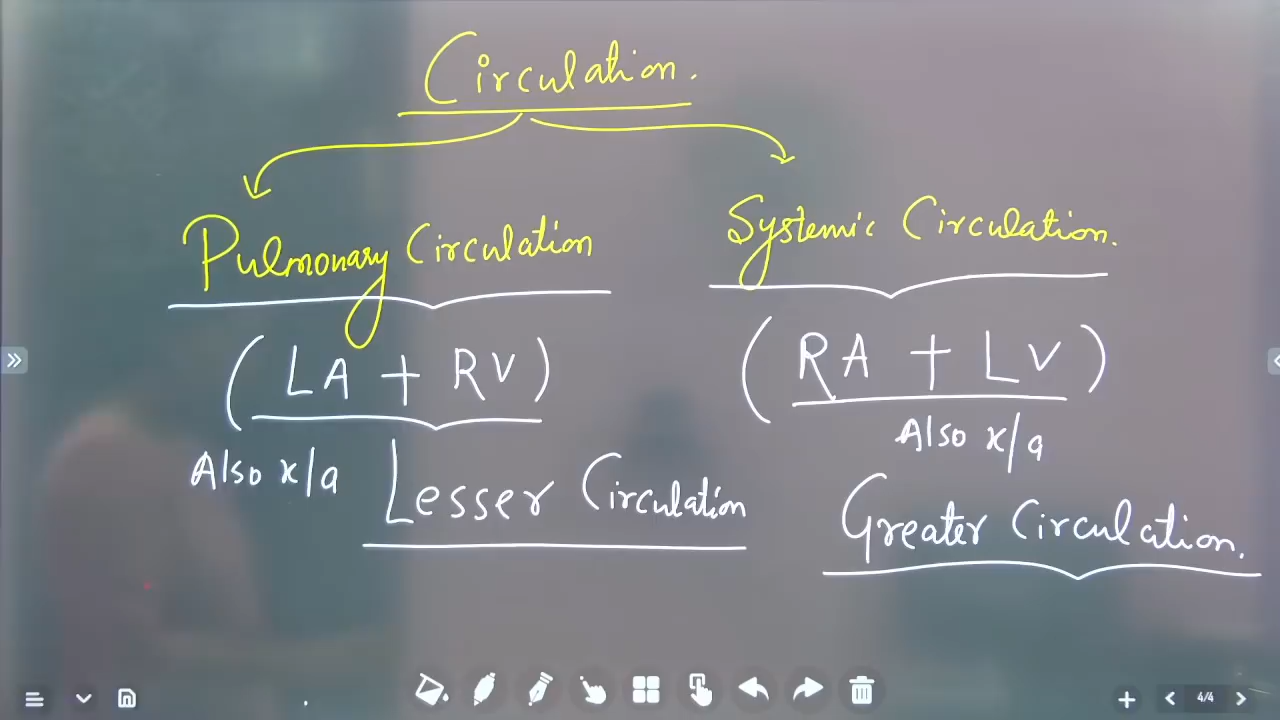 Circulation.
Pulmonary Circulation
Systemic Circulation.
(LA + RV)
(RA + LV)
Also x/a Lesser Circulation
Also x/a
Greater Circulation.
4/4